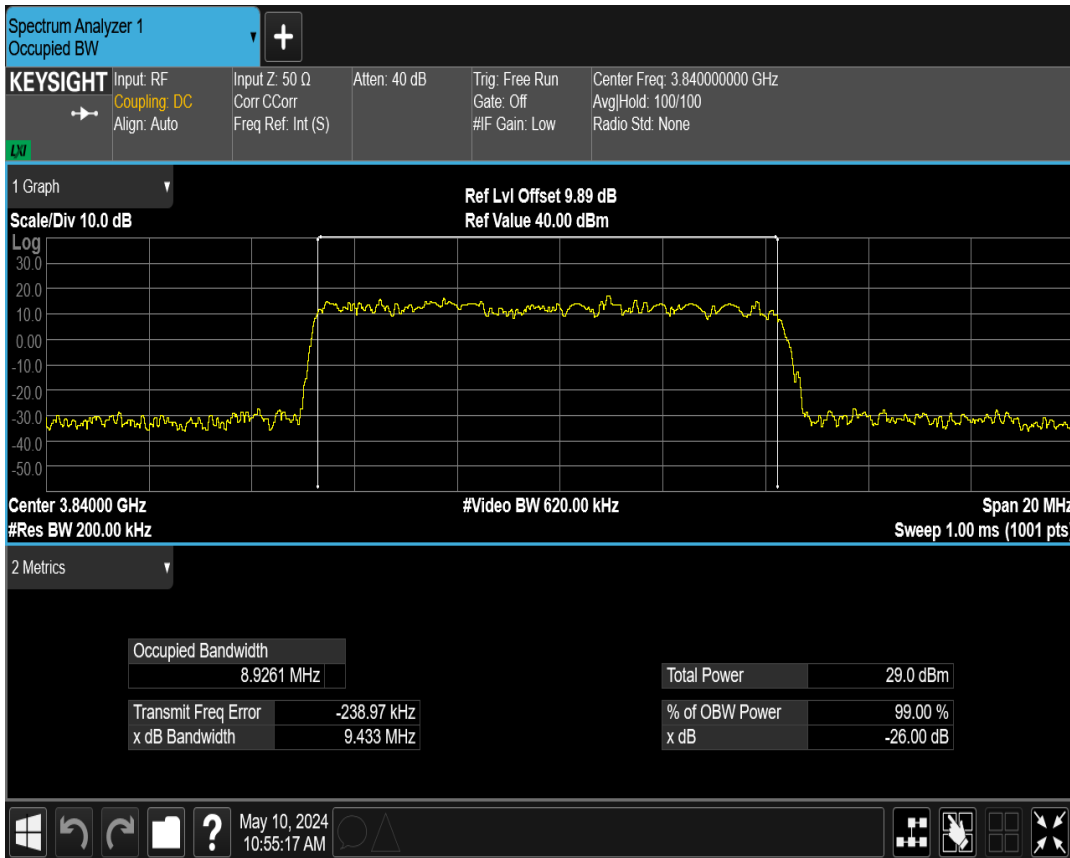 Spectrum Analyzer 1
Occupied BW
+
KEYSIGHT
LXI
Input: RF
Coupling: DC
Align: Auto
Input Z: 50 Ω
Corr CCorr
Freq Ref: Int (S)
Atten: 40 dB
Trig: Free Run
Gate: Off
#IF Gain: Low
Center Freq: 3.840000000 GHz
Avg|Hold: 100/100
Radio Std: None
1 Graph
Scale/Div 10.0 dB
Ref Lvl Offset 9.89 dB
Ref Value 40.00 dBm
Log
30.0
20.0
10.0
0.00
-10.0
-20.0
-30.0
-40.0
-50.0
Center 3.84000 GHz
#Video BW 620.00 kHz
Span 20 MHz
#Res BW 200.00 kHz
Sweep 1.00 ms (1001 pts)
2 Metrics
Occupied Bandwidth
8.9261 MHz
Total Power 29.0 dBm
Transmit Freq Error -238.97 kHz
% of OBW Power 99.00 %
x dB Bandwidth 9.433 MHz
x dB -26.00 dB
?
May 10, 2024
10:55:17 AM